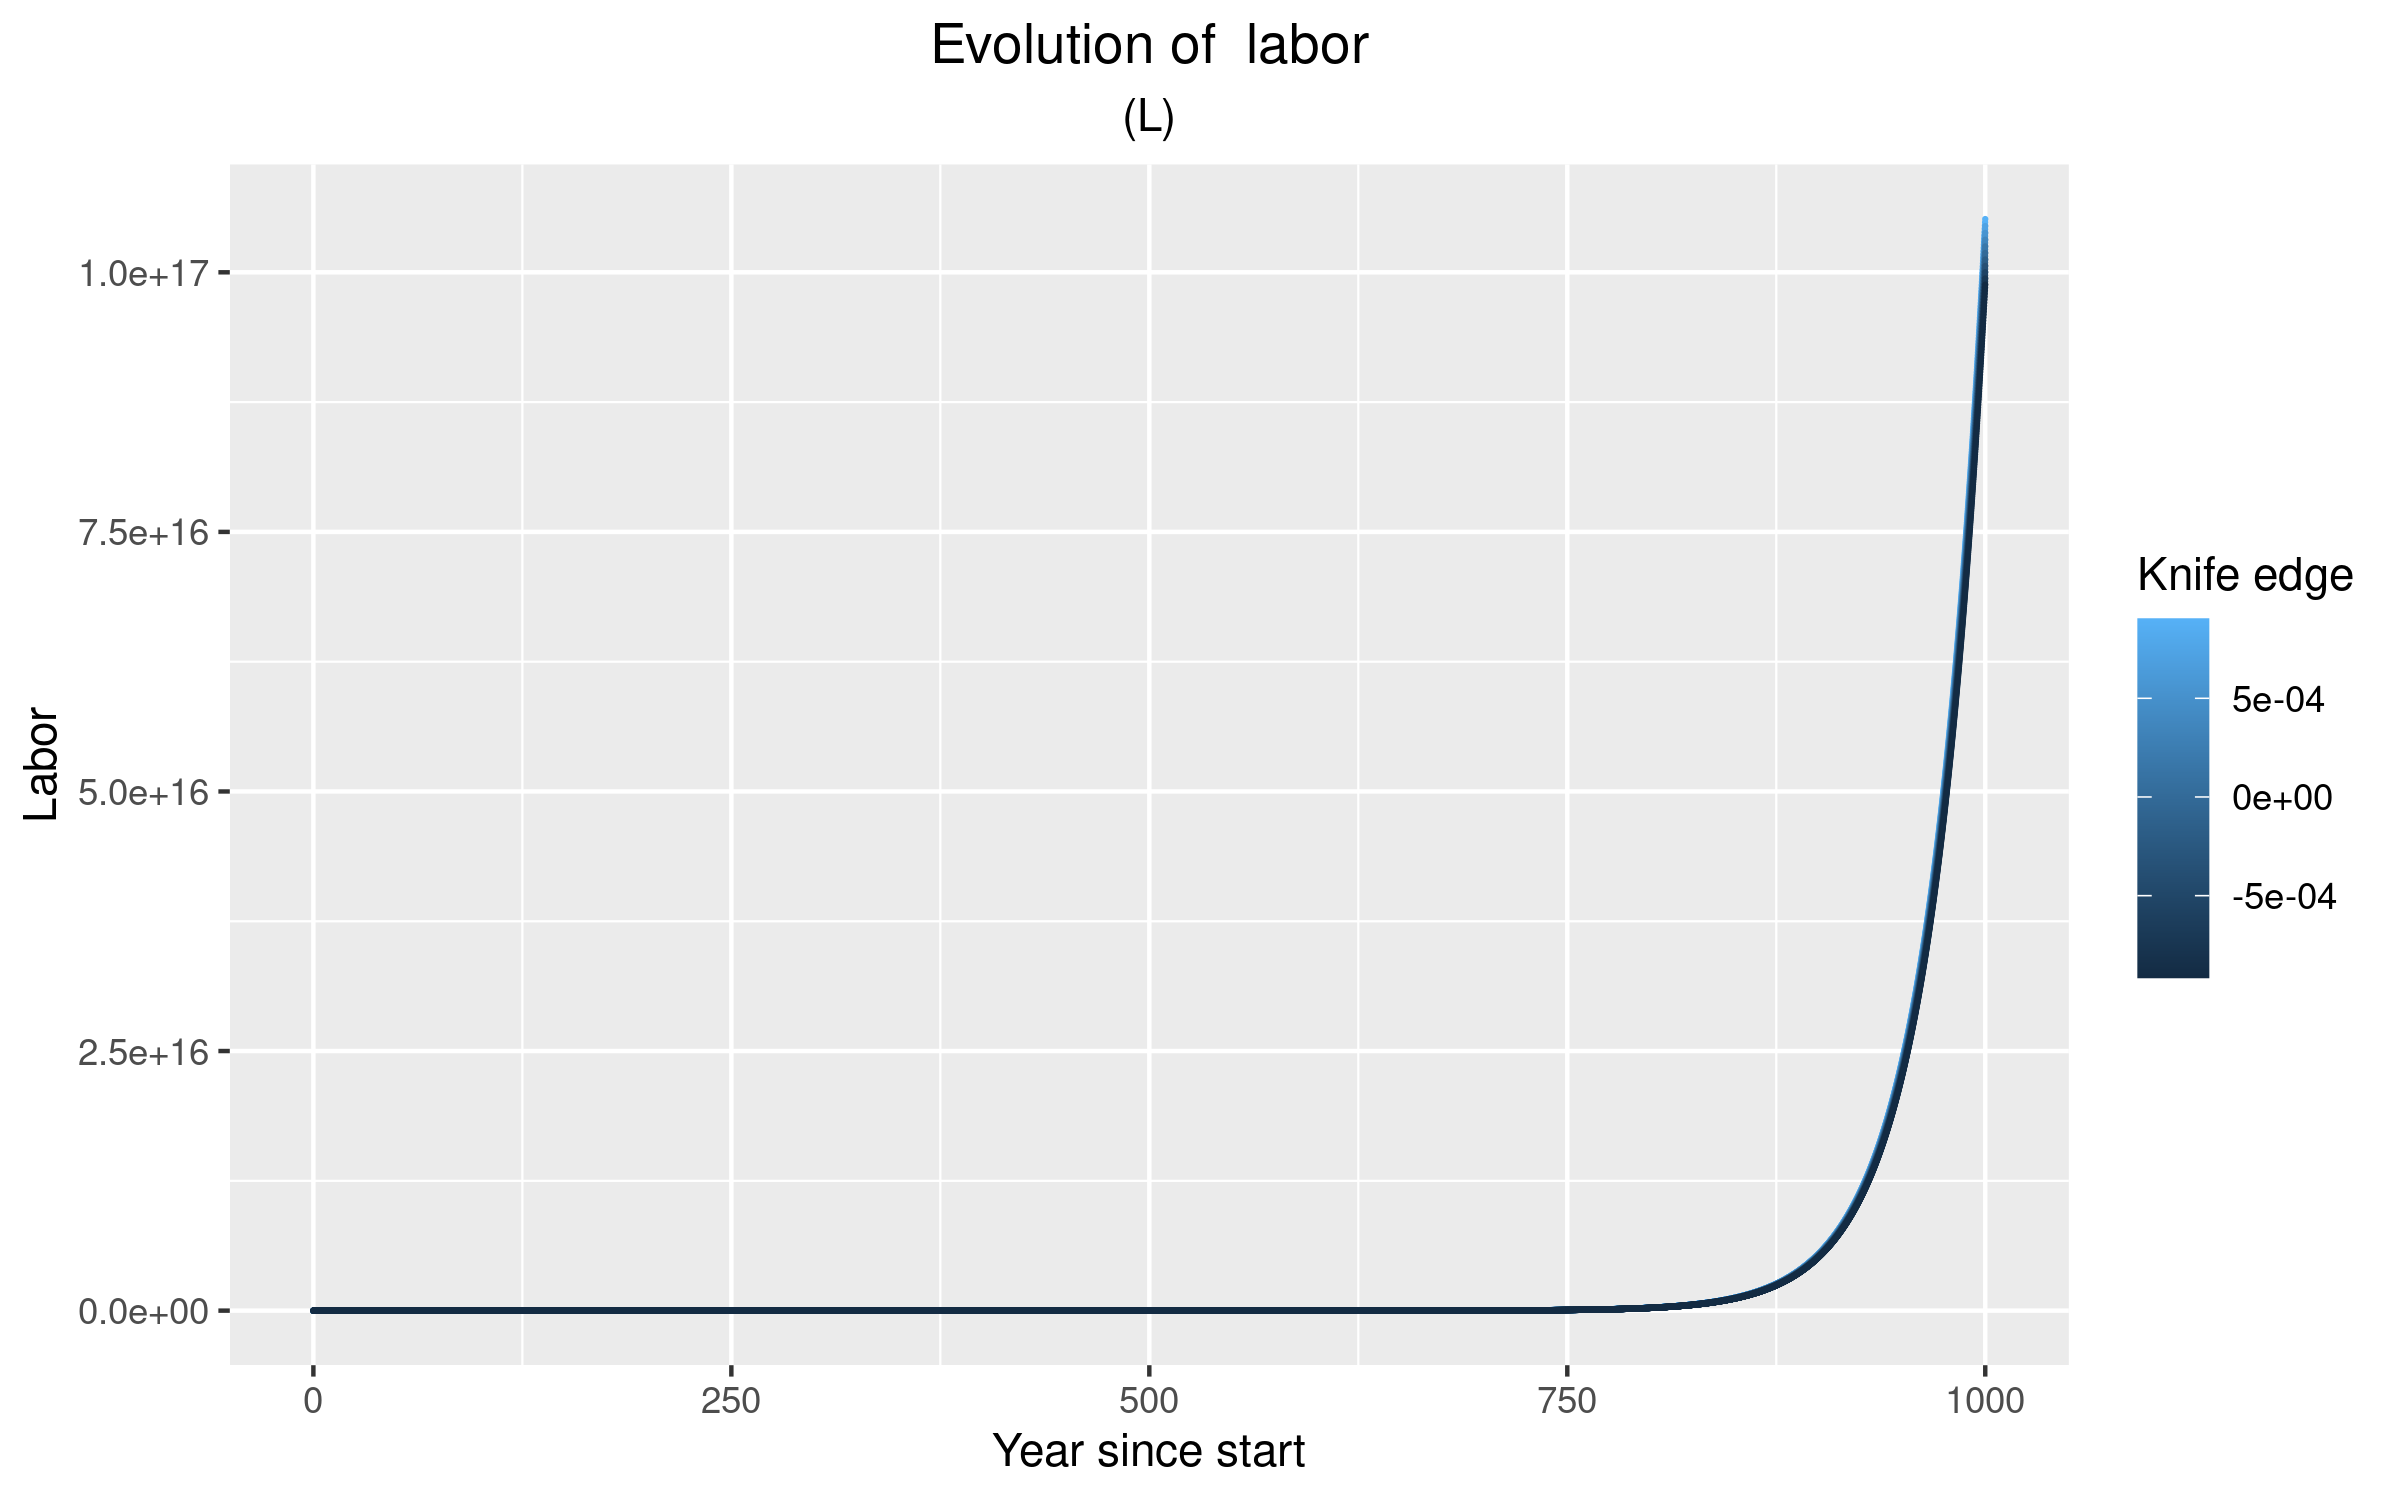 Evolution of  labor
(L)
1.0e+17
7.5e+16
5.0e+16
2.5e+16
0.0e+00
Labor
0
250
500
750
1000
Year since start
Knife edge
5e-04
0e+00
-5e-04